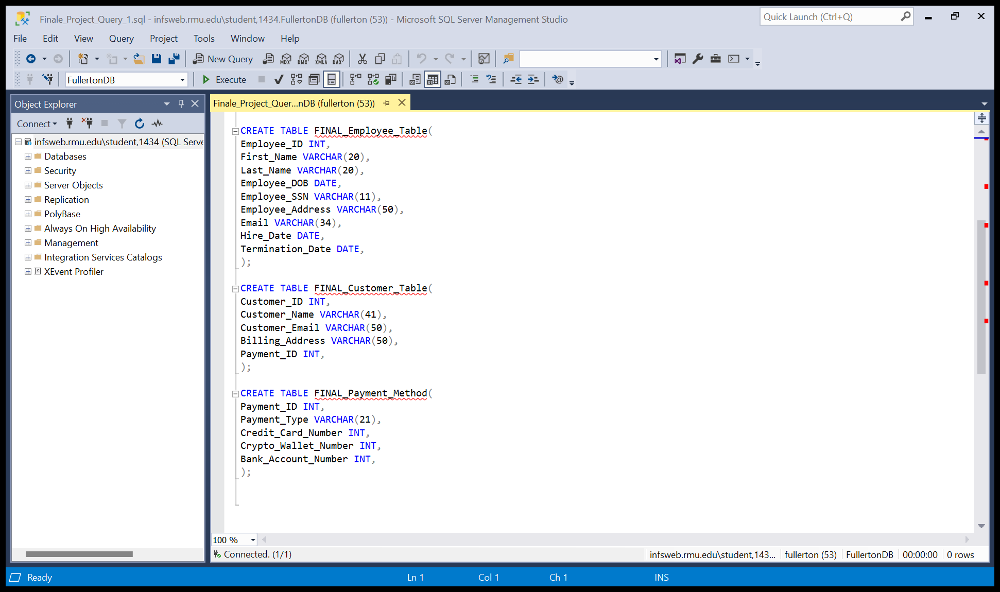 Finale_Project_Query_1.sql - infsweb.rmu.edu\student,1434.FullertonDB (fullerton (53)) - Microsoft SQL Server Management Studio
Quick Launch (Ctrl+Q)
File Edit View Query Project Tools Window Help
New Query MDX DMX XMLA DAX
FullertonDB Execute
Object Explorer
Finale_Project_Quer...nDB (fullerton (53))
Connect
infsweb.rmu.edu\student,1434 (SQL Serve
Databases
Security
Server Objects
Replication
PolyBase
Always On High Availability
Management
Integration Services Catalogs
XEvent Profiler
CREATE TABLE FINAL_Employee_Table(
Employee_ID INT,
First_Name VARCHAR(20),
Last_Name VARCHAR(20),
Employee_DOB DATE,
Employee_SSN VARCHAR(11),
Employee_Address VARCHAR(50),
Email VARCHAR(34),
Hire_Date DATE,
Termination_Date DATE,
);
CREATE TABLE FINAL_Customer_Table(
Customer_ID INT,
Customer_Name VARCHAR(41),
Customer_Email VARCHAR(50),
Billing_Address VARCHAR(50),
Payment_ID INT,
);
CREATE TABLE FINAL_Payment_Method(
Payment_ID INT,
Payment_Type VARCHAR(21),
Credit_Card_Number INT,
Crypto_Wallet_Number INT,
Bank_Account_Number INT,
);
100 %
Connected. (1/1)
infsweb.rmu.edu\student,143... fullerton (53) FullertonDB 00:00:00 0 rows
Ready Ln 1 Col 1 Ch 1 INS